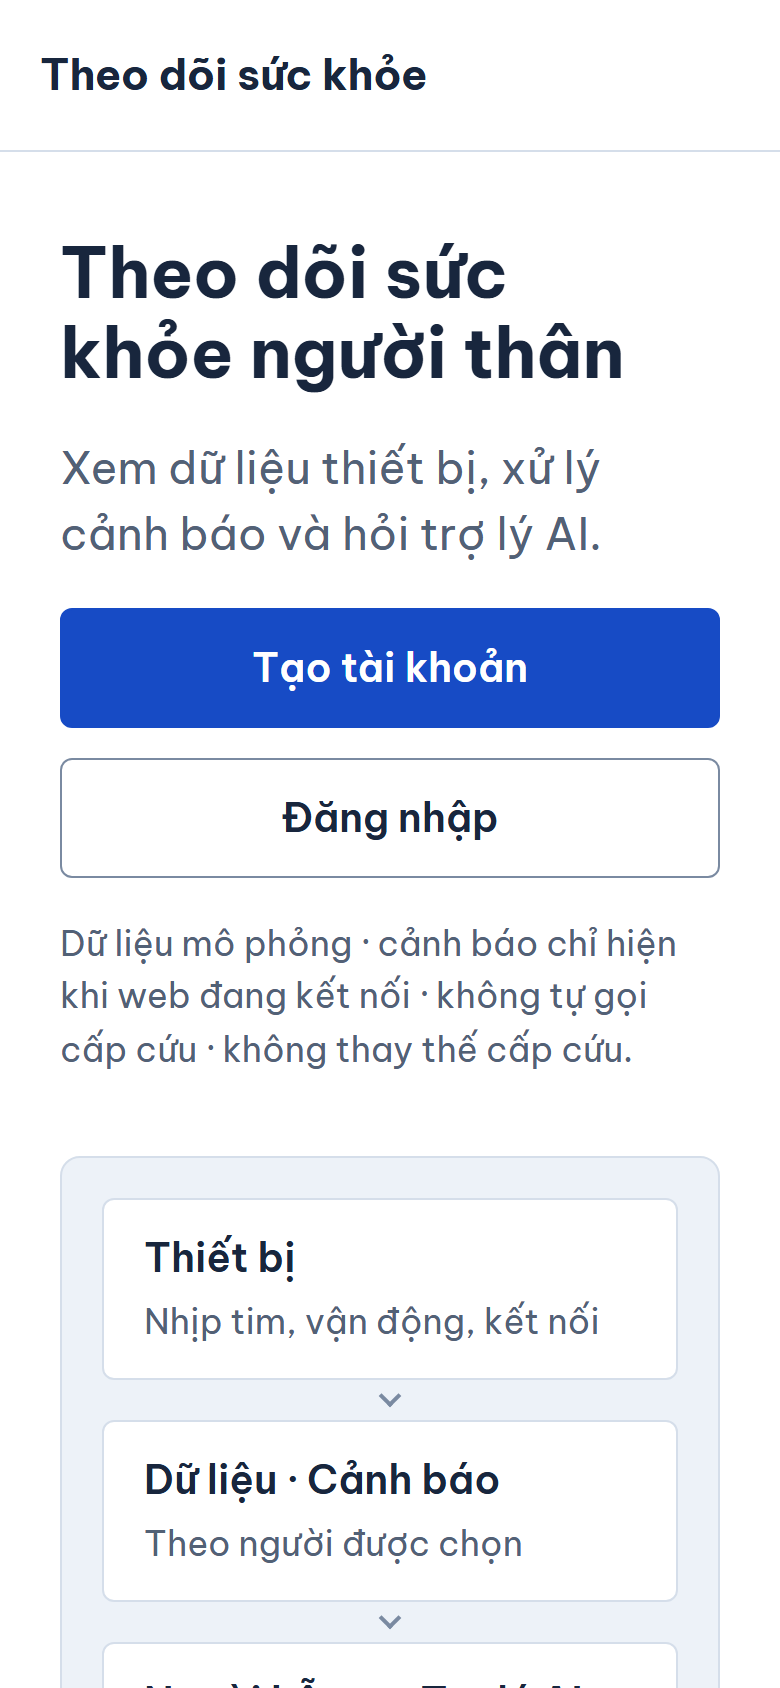 Theo dõi sức khỏe
Theo dõi sức
khỏe người thân
Xem dữ liệu thiết bị, xử lý
cảnh báo và hỏi trợ lý AI.
Tạo tài khoản
Đăng nhập
Dữ liệu mô phỏng · cảnh báo chỉ hiện
khi web đang kết nối · không tự gọi
cấp cứu · không thay thế cấp cứu.
Thiết bị
Nhịp tim, vận động, kết nối
Dữ liệu · Cảnh báo
Theo người được chọn